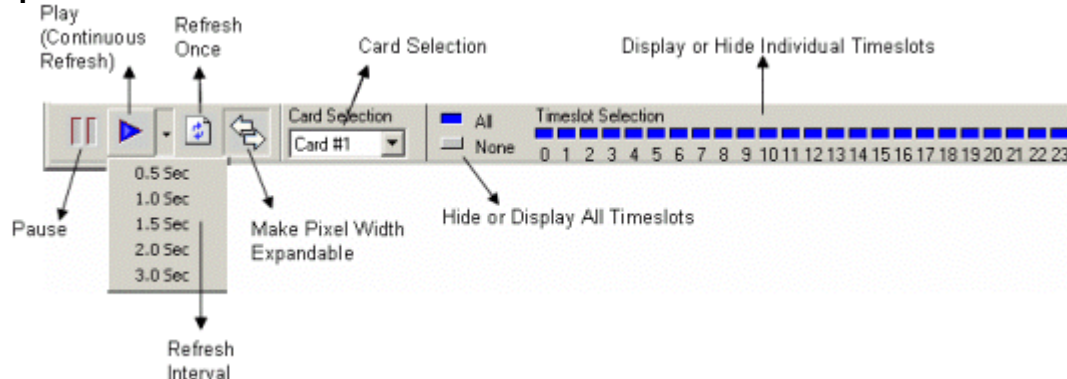 Play
(Continuous
Refresh)
Refresh
Once
Card Selection
Display or Hide Individual Timeslots
Card Selection
Card #1
All
None
Timeslot Selection
0 1 2 3 4 5 6 7 8 9 10 11 12 13 14 15 16 17 18 19 20 21 22 23
0.5 Sec
1.0 Sec
1.5 Sec
2.0 Sec
3.0 Sec
Pause
Make Pixel Width
Expandable
Hide or Display All Timeslots
Refresh
Interval